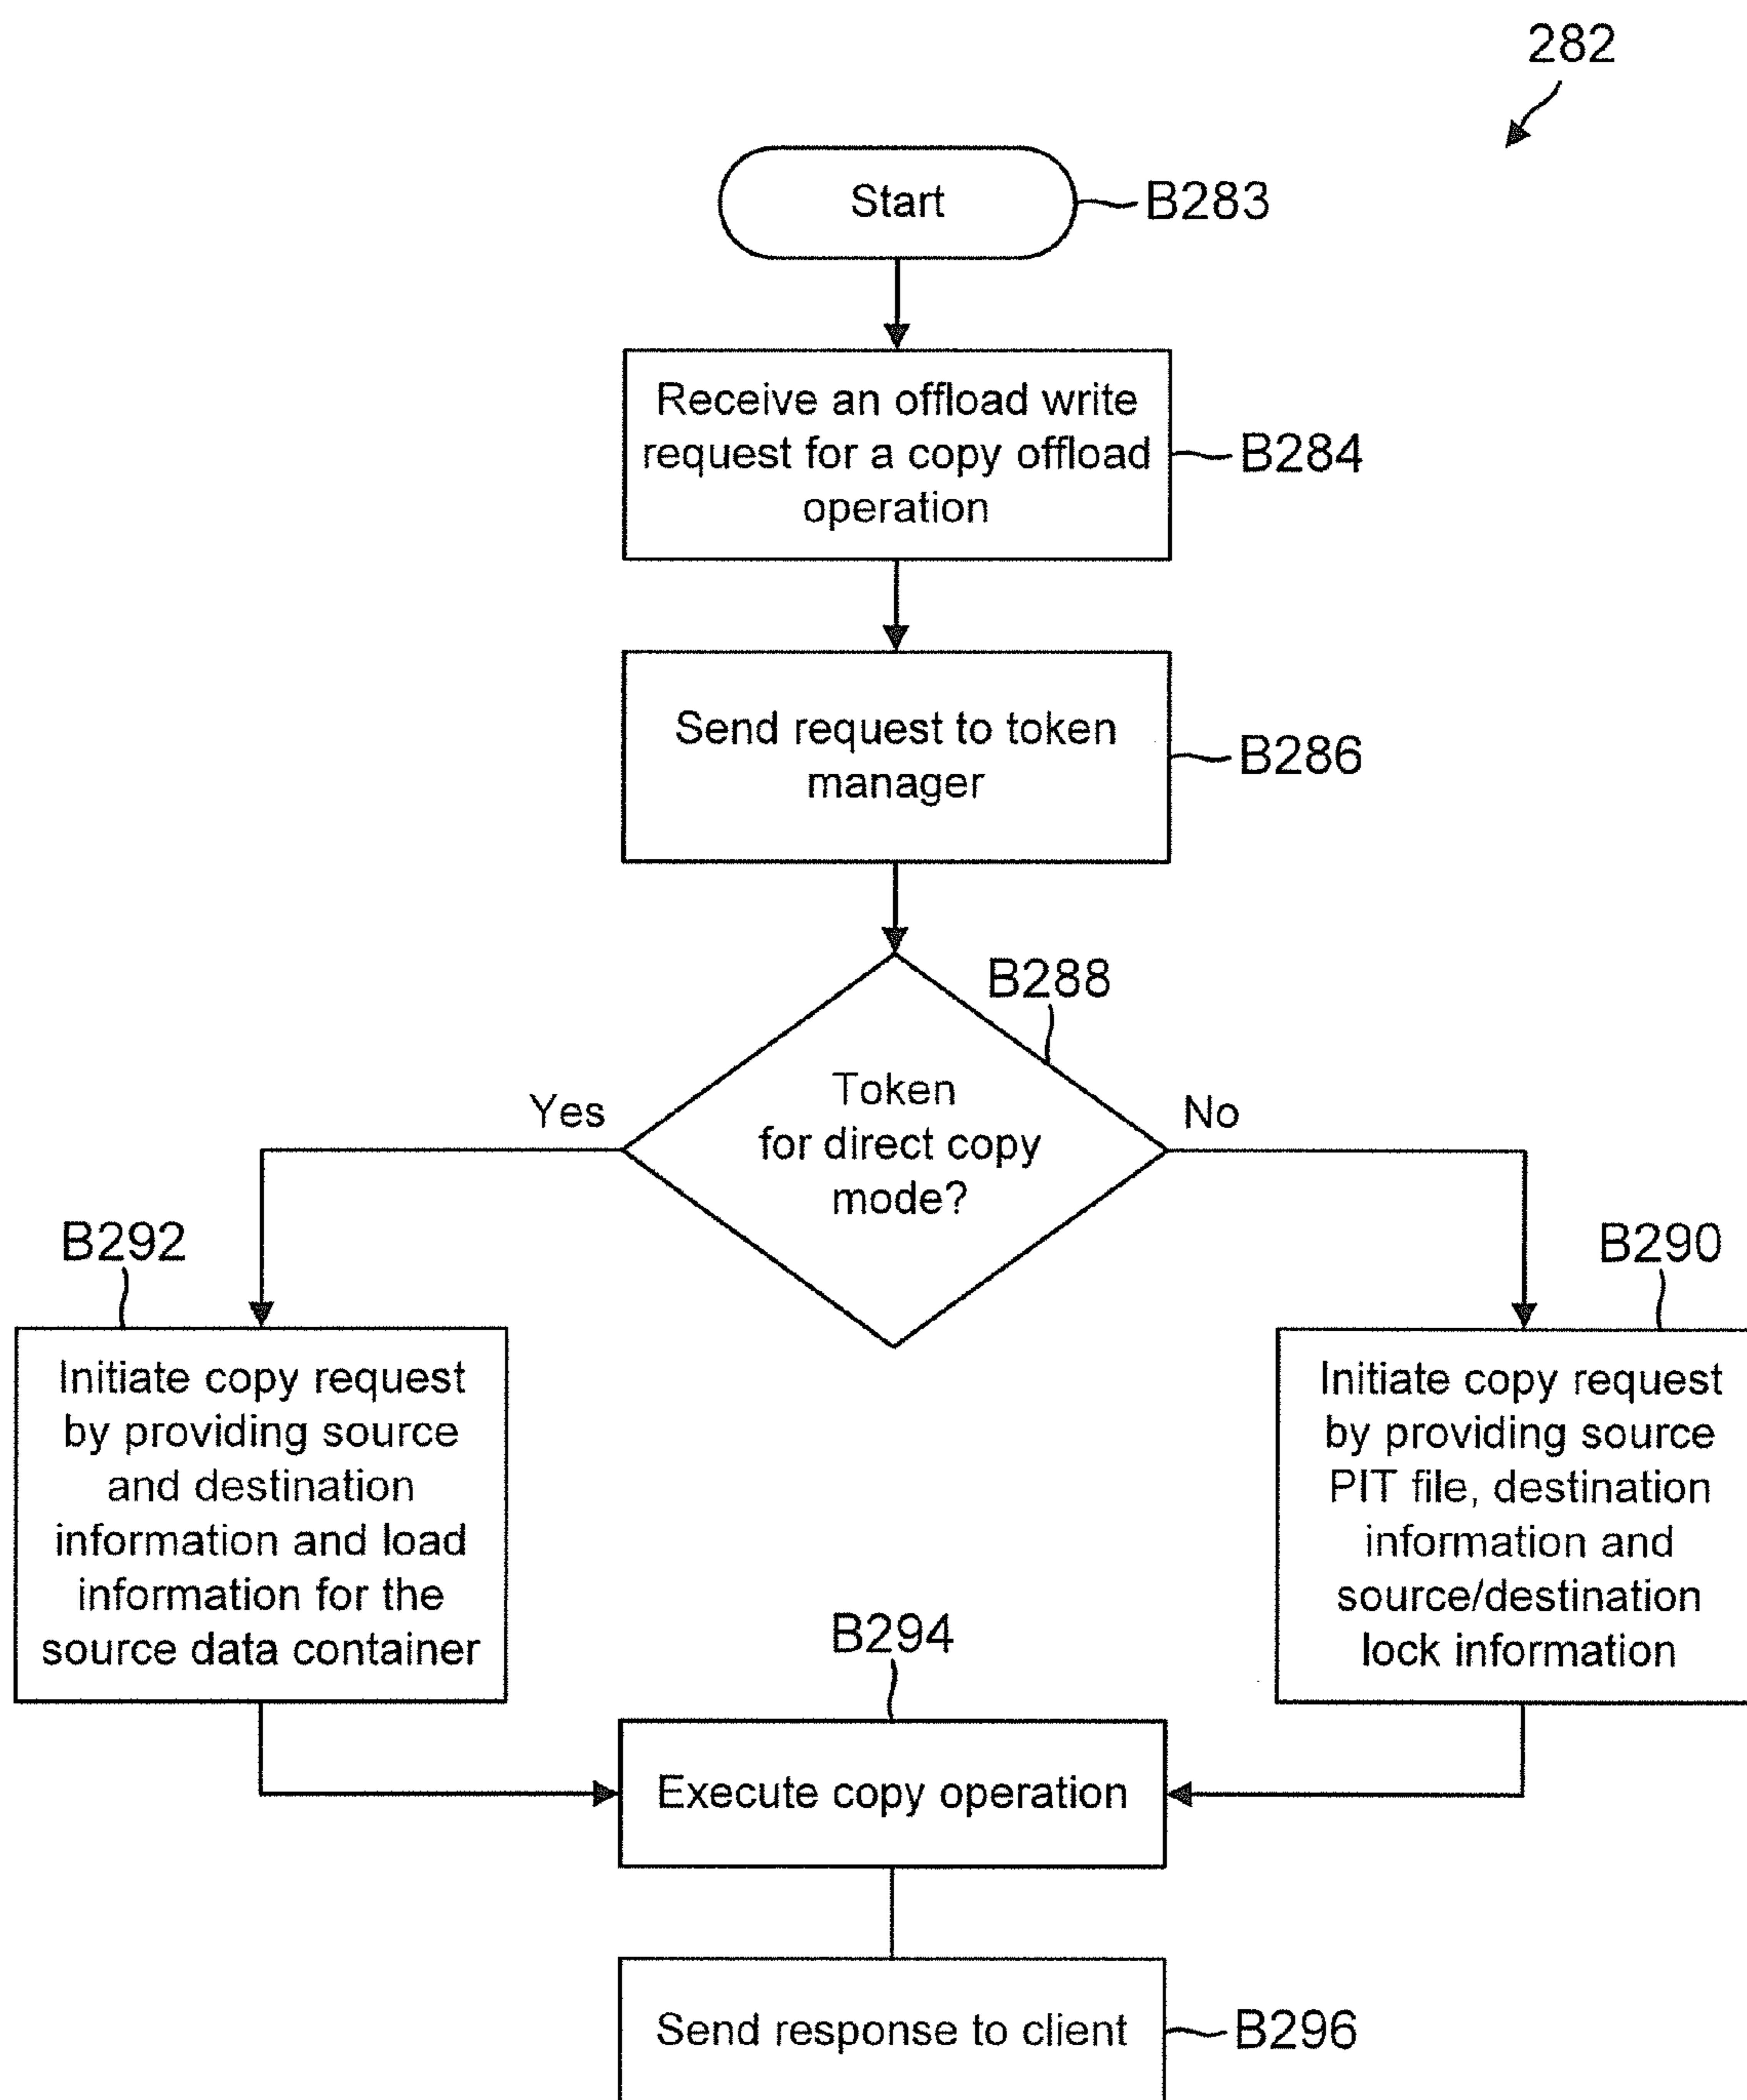 282
Start
B283
Receive an offload write
request for a copy offload
operation
B284
Send request to token
manager
B286
B288
Token
for direct copy
mode?
Yes
No
B292
Initiate copy request
by providing source
and destination
information and load
information for the
source data container
B290
Initiate copy request
by providing source
PIT file, destination
information and
source/destination
lock information
B294
Execute copy operation
Send response to client
B296